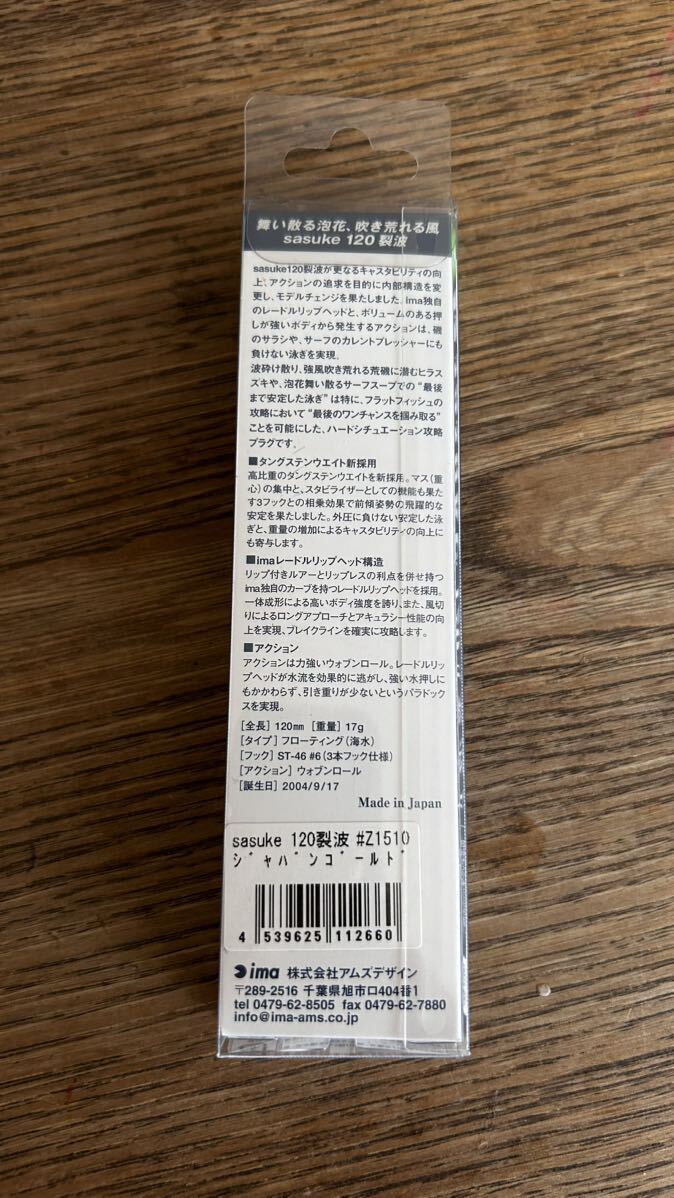 舞い散る泡花、吹き荒れる風
sasuke 120 裂波
sasuke120裂波が更なるキャスタビリティの向
上、アクションの追求を目的に内部構造を変
更し、モデルチェンジを果たしました。ima独自
のレードルリップヘッドと、ボリュームのある押
しが強いボディから発生するアクションは、磯
のサラシや、サーフのカレントプレッシャーにも
負けない泳ぎを実現。
波砕け散り、強風吹き荒れる荒磯に潜むヒラス
ズキや、泡花舞い散るサーフスープでの“最後
まで安定した泳ぎ”は特に、フラットフィッシュの
攻略において“最後のワンチャンスを掴み取る”
ことを可能にした、ハードシチュエーション攻略
プラグです。
■タングステンウエイト新採用
高比重のタングステンウエイトを新採用。マス(重
心)の集中と、スタビライザーとしての機能も果た
す3フックとの相乗効果で前傾姿勢の飛躍的な
安定を果たしました。外圧に負けない安定した泳
ぎと、重量の増加によるキャスタビリティの向上に
も寄与します。
■imaレードルリップヘッド構造
リップ付きルアーとリップレスの利点を併せ持つ
ima独自のカーブを持つレードルリップヘッドを採用。
一体成形による高いボディ強度を誇り、また、風切
りによるロングアプローチとアキュラシー性能の向
上を実現、ブレイクラインを確実に攻略します。
■アクション
アクションは力強いウォブンロール。レードルリッ
プヘッドが水流を効果的に逃がし、強い水押しに
もかかわらず、引き重りが少ないというパラドック
スを実現。
[全長] 120mm [重量] 17g
[タイプ] フローティング(海水)
[フック] ST-46 #6(3本フック仕様)
[アクション] ウォブンロール
[誕生日] 2004/9/17
Made in Japan
sasuke 120裂波 #Z1510
ｼﾞｬﾊﾟﾝｺﾞｰﾙﾄﾞ
4 539625 112660
ima 株式会社アムズデザイン
〒289-2516 千葉県旭市ロ404番1
tel 0479-62-8505 fax 0479-62-7880
info@ima-ams.co.jp